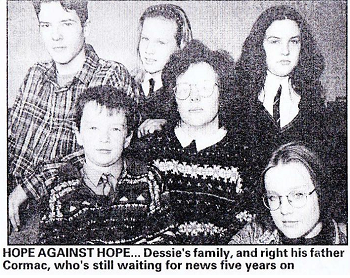 HOPE AGAINST HOPE... Dessie's family, and right his father
Cormac, who's still waiting for news five years on